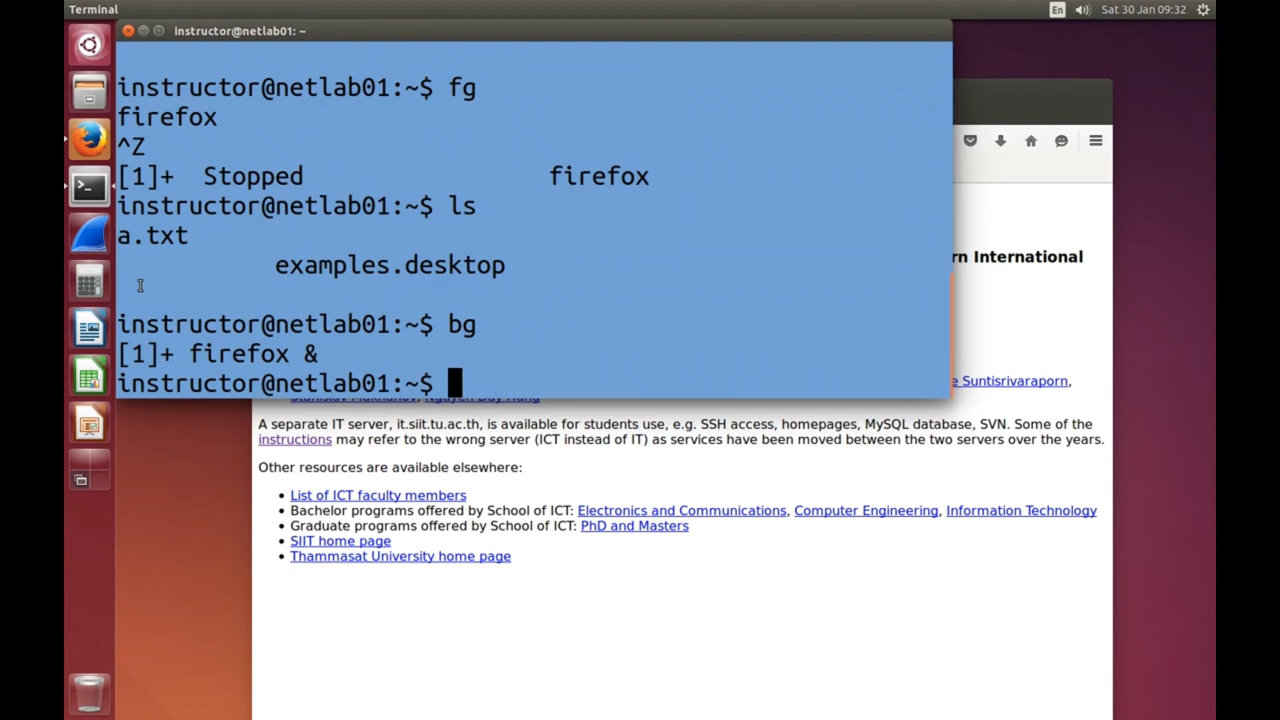 Terminal
En
Sat 30 Jan 09:32
instructor@netlab01: ~
instructor@netlab01:~$ fg
firefox
^Z
[1]+  Stopped                 firefox
instructor@netlab01:~$ ls
a.txt
examples.desktop
instructor@netlab01:~$ bg
[1]+ firefox &
instructor@netlab01:~$
rn International
e Suntisrivaraporn,
A separate IT server, it.siit.tu.ac.th, is available for students use, e.g. SSH access, homepages, MySQL database, SVN. Some of the
instructions may refer to the wrong server (ICT instead of IT) as services have been moved between the two servers over the years.
Other resources are available elsewhere:
• List of ICT faculty members
• Bachelor programs offered by School of ICT: Electronics and Communications, Computer Engineering, Information Technology
• Graduate programs offered by School of ICT: PhD and Masters
• SIIT home page
• Thammasat University home page